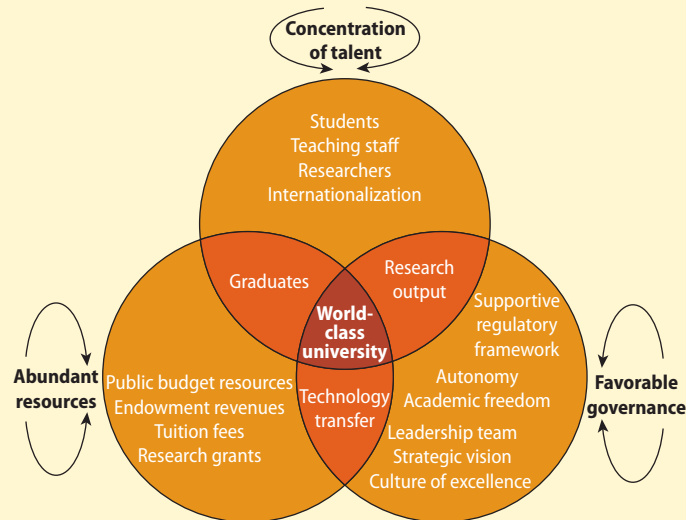 Concentration
of talent
Students
Teaching staff
Researchers
Internationalization
Graduates
Research
output
World-
class
university
Supportive
regulatory
framework
Abundant
resources
Public budget resources
Endowment revenues
Tuition fees
Research grants
Technology
transfer
Autonomy
Academic freedom
Leadership team
Strategic vision
Culture of excellence
Favorable
governance